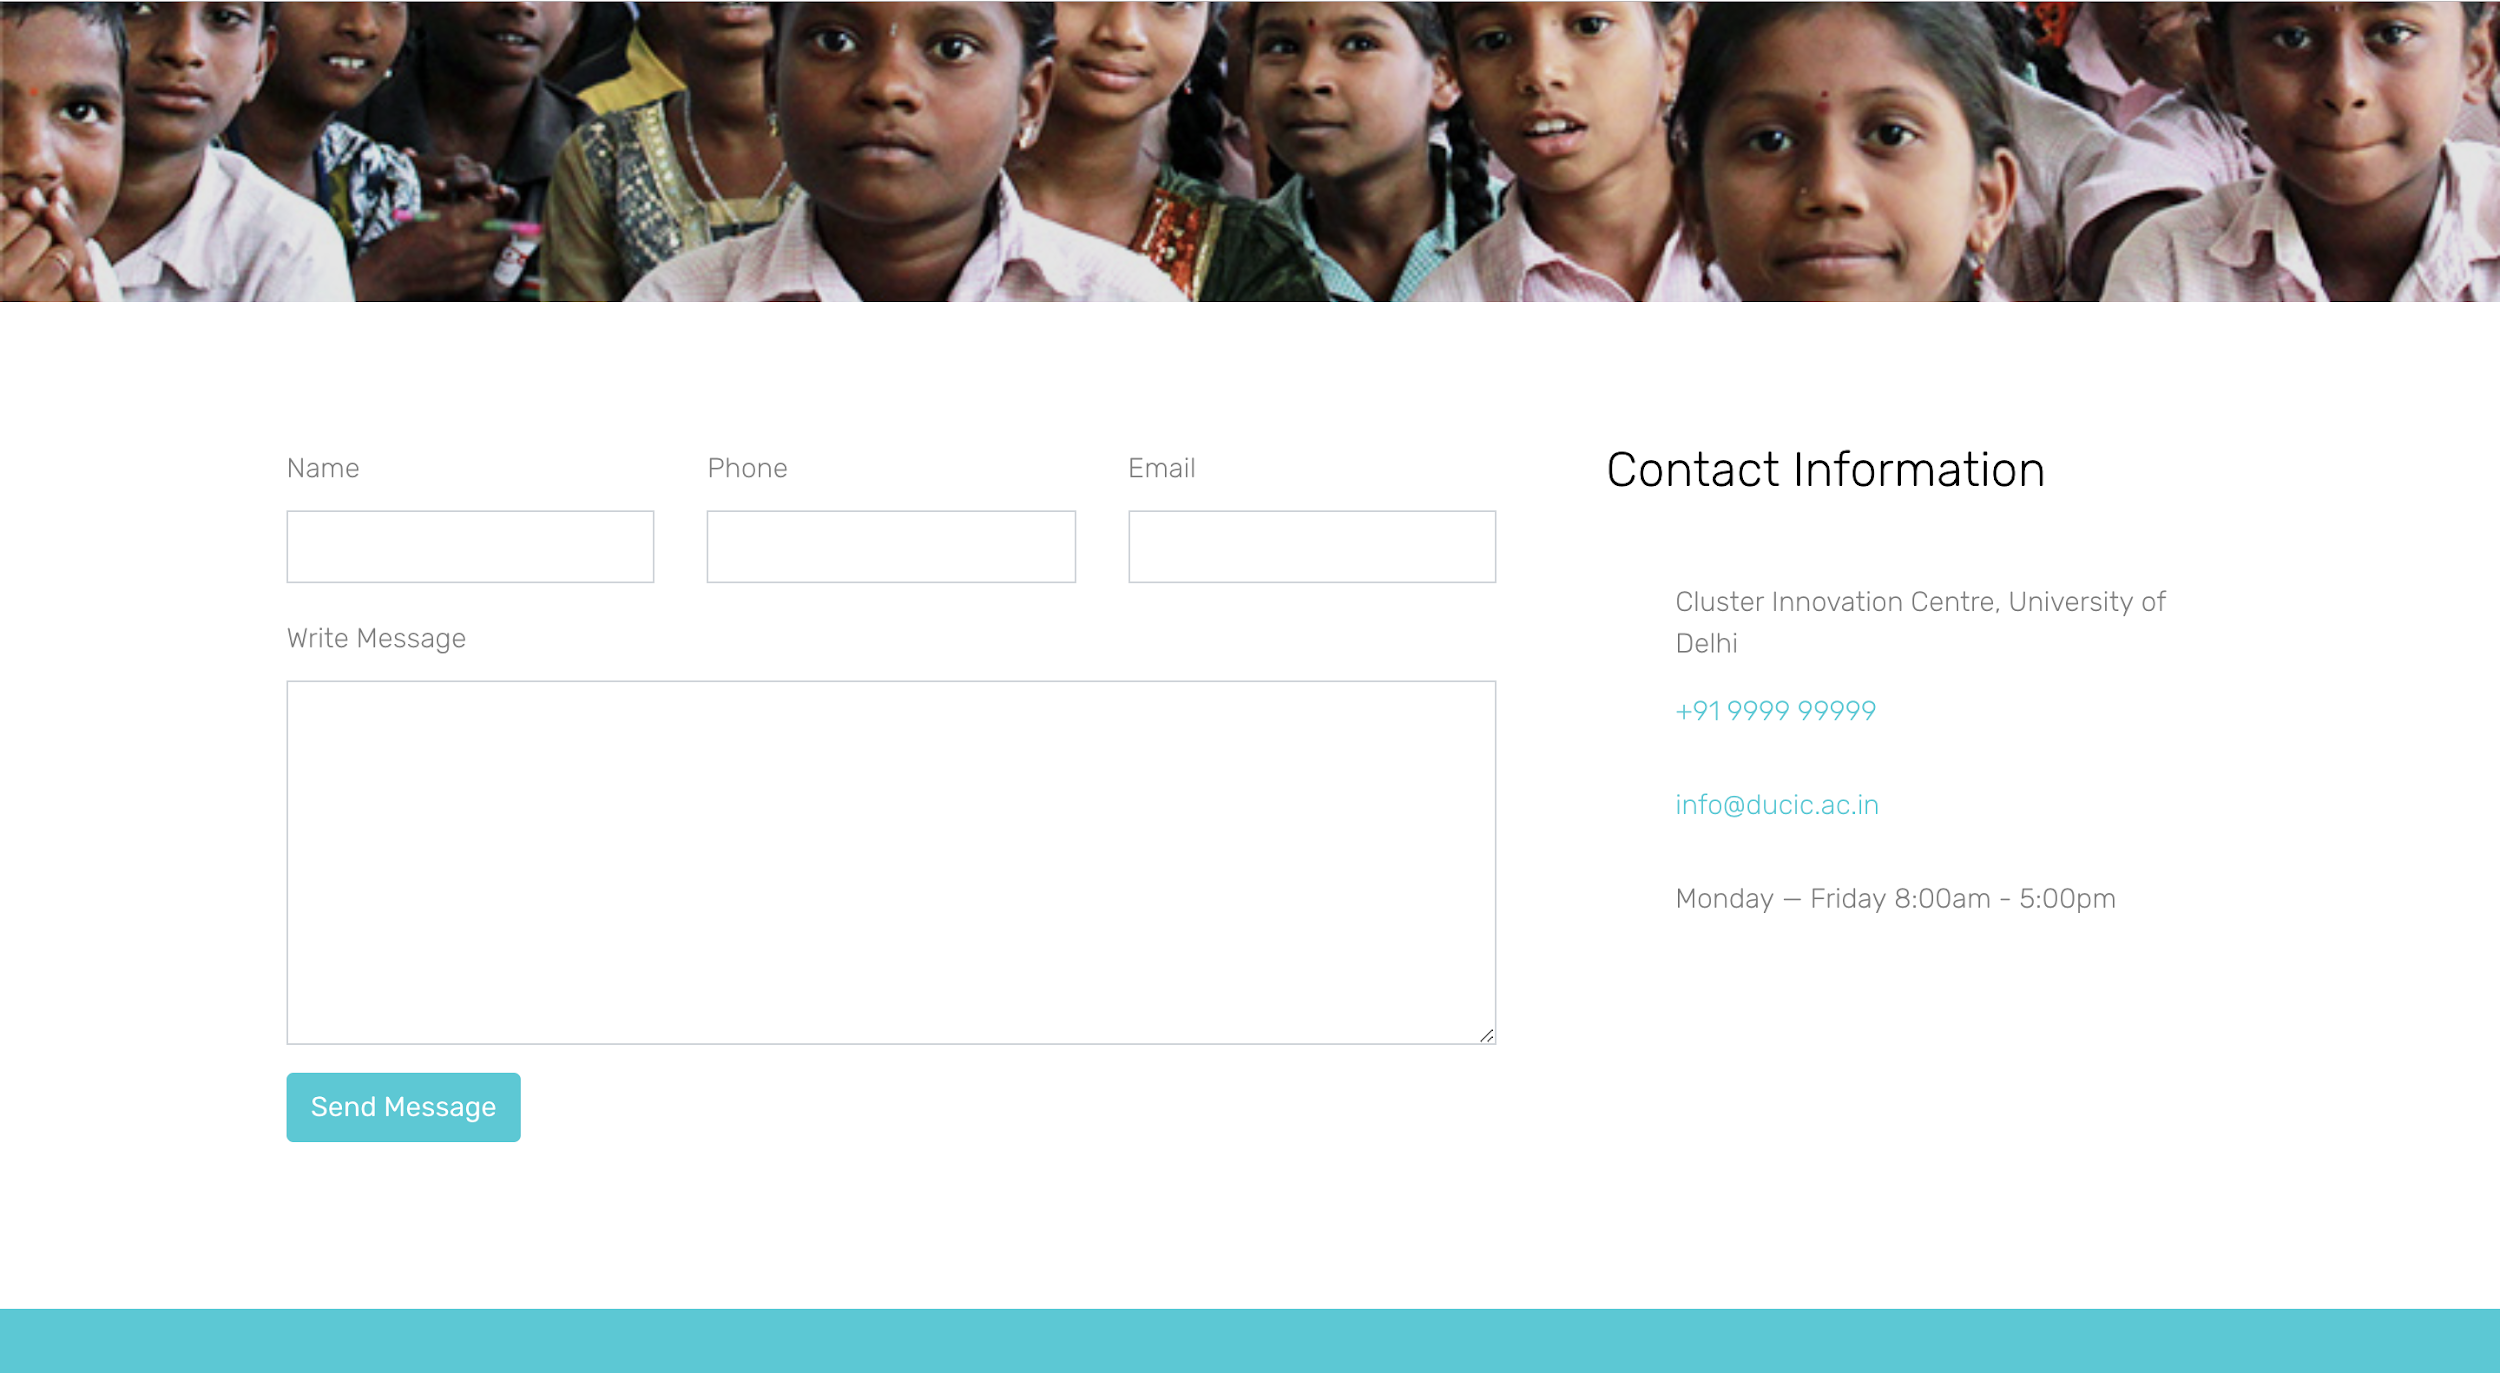 Name
Phone
Email
Write Message
Send Message
Contact Information
Cluster Innovation Centre, University of
Delhi
+91 9999 99999
info@ducic.ac.in
Monday — Friday 8:00am - 5:00pm